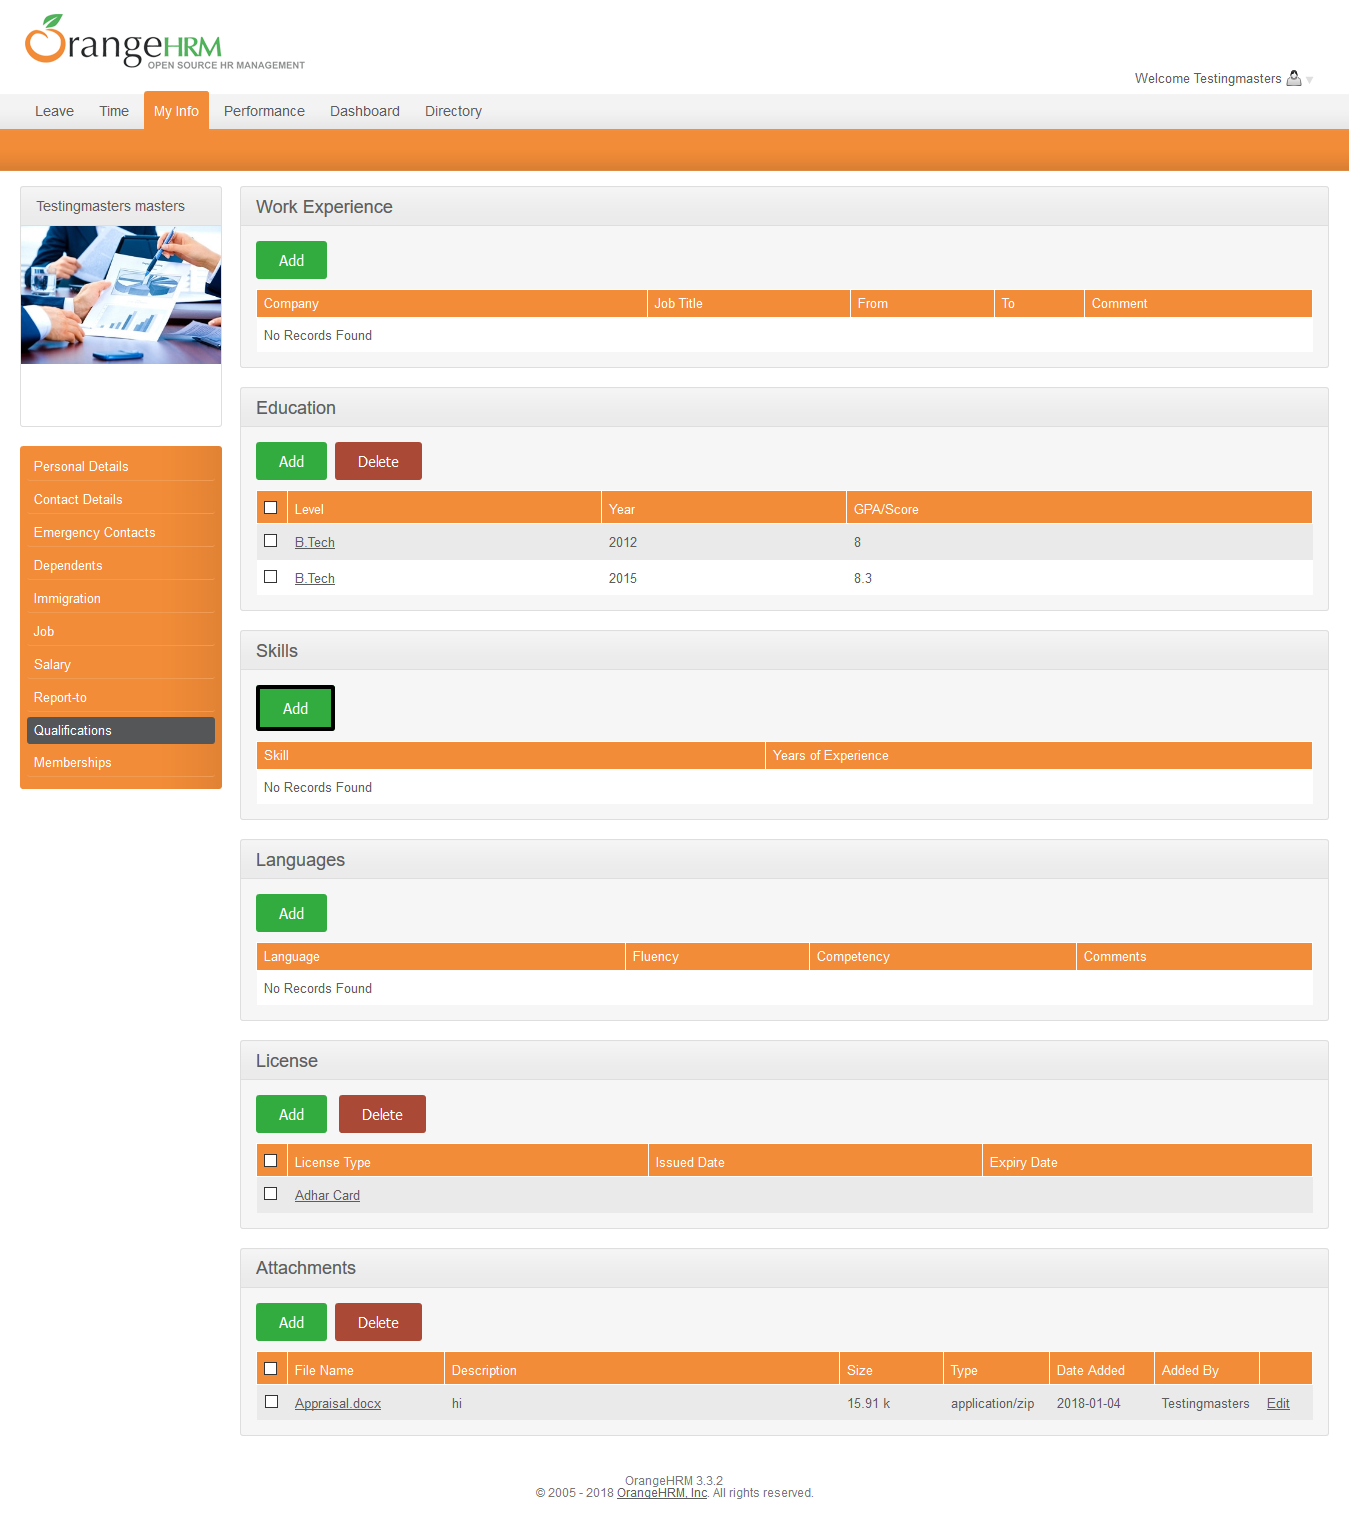 OrangeHRM
OPEN SOURCE HR MANAGEMENT
Welcome Testingmasters
Leave Time My Info Performance Dashboard Directory
Testingmasters masters
Personal Details
Contact Details
Emergency Contacts
Dependents
Immigration
Job
Salary
Report-to
Qualifications
Memberships
Work Experience
Add
Company Job Title From To Comment
No Records Found
Education
Add Delete
Level Year GPA/Score
B.Tech 2012 8
B.Tech 2015 8.3
Skills
Add
Skill Years of Experience
No Records Found
Languages
Add
Language Fluency Competency Comments
No Records Found
License
Add Delete
License Type Issued Date Expiry Date
Adhar Card
Attachments
Add Delete
File Name Description Size Type Date Added Added By
Appraisal.docx hi 15.91 k application/zip 2018-01-04 Testingmasters Edit
OrangeHRM 3.3.2
© 2005 - 2018 OrangeHRM, Inc. All rights reserved.